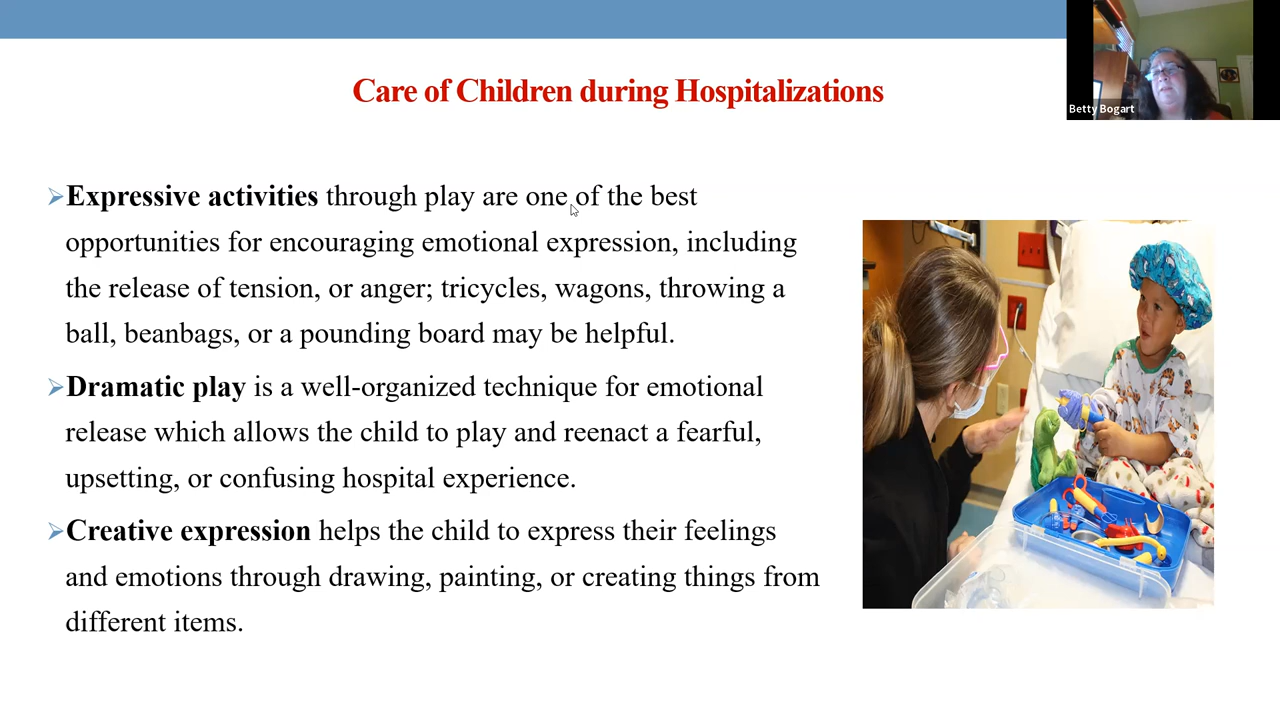 Care of Children during Hospitalizations
Betty Bogart
➢Expressive activities through play are one of the best
opportunities for encouraging emotional expression, including
the release of tension, or anger; tricycles, wagons, throwing a
ball, beanbags, or a pounding board may be helpful.
➢Dramatic play is a well-organized technique for emotional
release which allows the child to play and reenact a fearful,
upsetting, or confusing hospital experience.
➢Creative expression helps the child to express their feelings
and emotions through drawing, painting, or creating things from
different items.